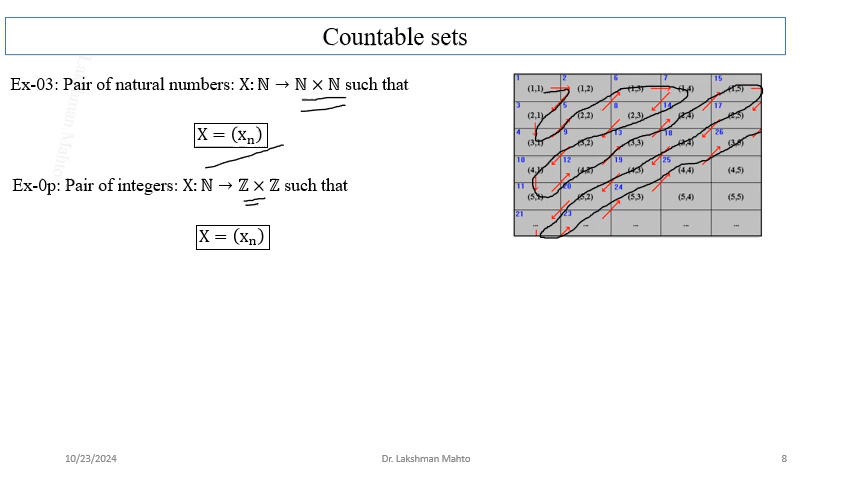 Countable sets
Ex-03: Pair of natural numbers: X: ℕ → ℕ × ℕ such that
X = (xₙ)
Ex-0p: Pair of integers: X: ℕ → ℤ × ℤ such that
X = (xₙ)
1 2 6 7 15
(1,1) (1,2) (1,3) (1,4) (1,5)
3 5 8 14 17
(2,1) (2,2) (2,3) (2,4) (2,5)
4 9 13 18 26
(3,1) (3,2) (3,3) (3,4) (3,5)
10 12 19 25
(4,1) (4,2) (4,3) (4,4) (4,5)
11 20 24
(5,1) (5,2) (5,3) (5,4) (5,5)
21 23
... ... ... ... ...
10/23/2024 Dr. Lakshman Mahto 8